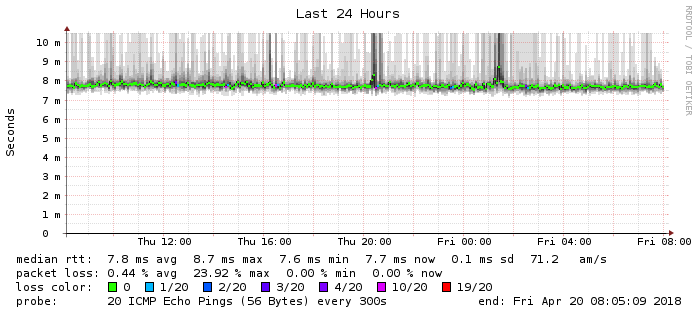 Last 24 Hours
RRDTOOL / TOBI OETIKER
Seconds
10 m
9 m
8 m
7 m
6 m
5 m
4 m
3 m
2 m
1 m
0
Thu 12:00 Thu 16:00 Thu 20:00 Fri 00:00 Fri 04:00 Fri 08:00
median rtt: 7.8 ms avg 8.7 ms max 7.6 ms min 7.7 ms now 0.1 ms sd 71.2 am/s
packet loss: 0.44 % avg 23.92 % max 0.00 % min 0.00 % now
loss color: 0 1/20 2/20 3/20 4/20 10/20 19/20
probe: 20 ICMP Echo Pings (56 Bytes) every 300s end: Fri Apr 20 08:05:09 2018